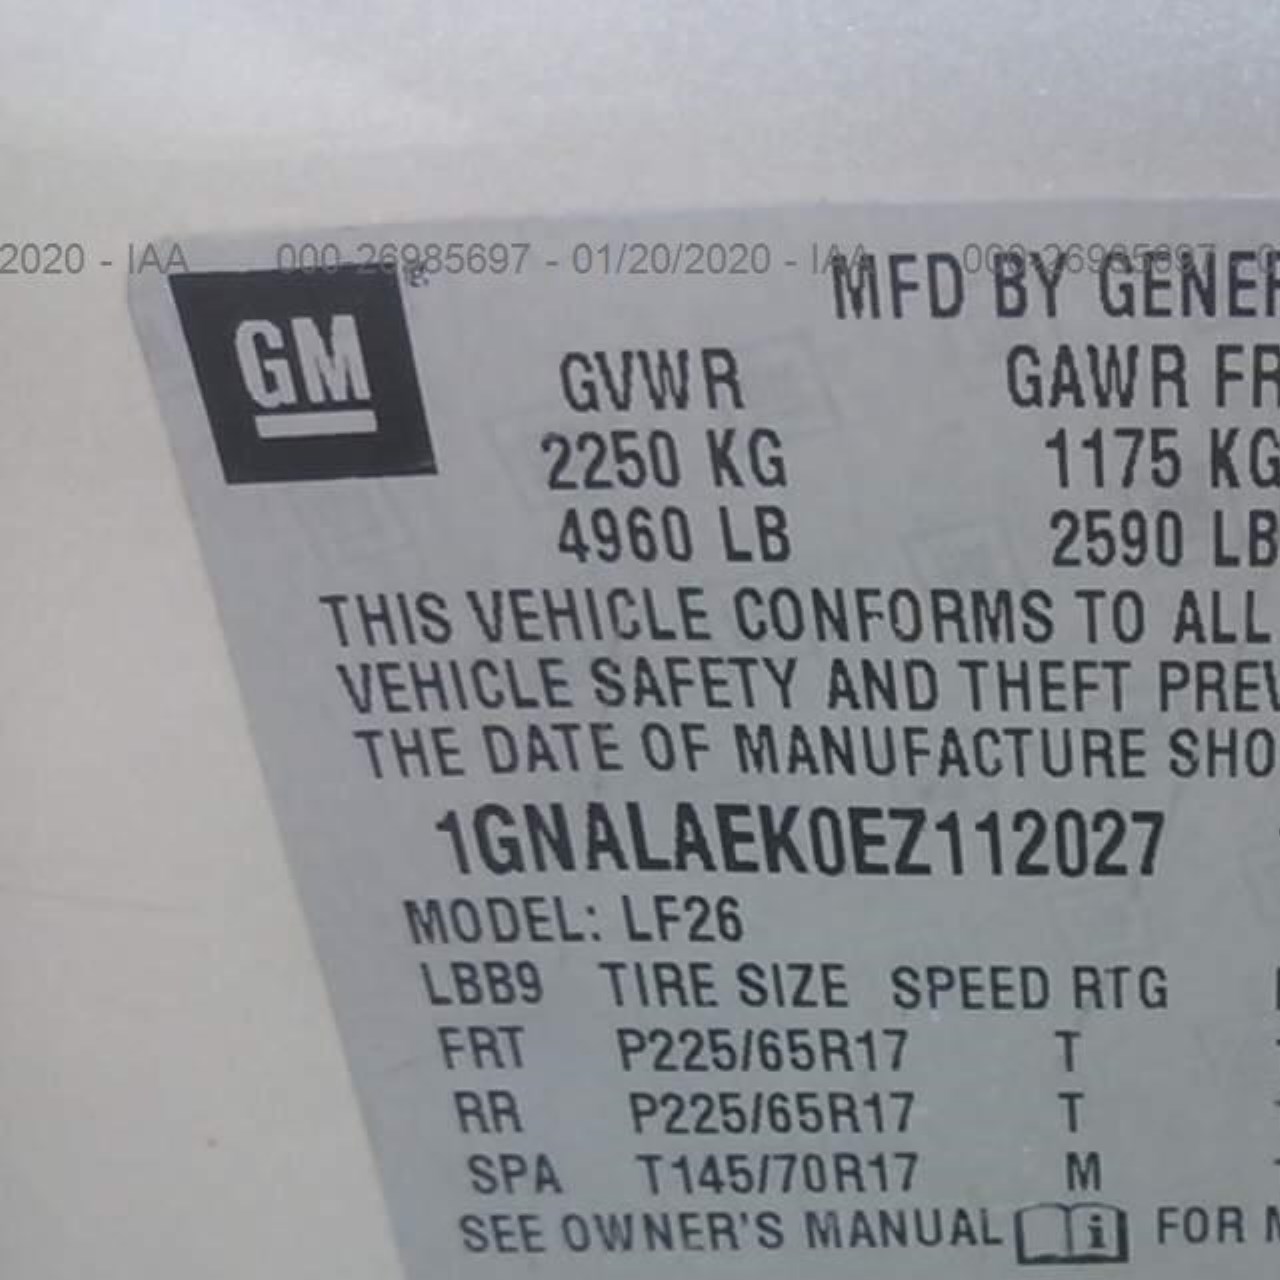 2020 - IAA 000-26985697 - 01/20/2020 - IAA 000-26985697 - 0
GM
MFD BY GENER
GVWR GAWR FR
2250 KG 1175 KG
4960 LB 2590 LB
THIS VEHICLE CONFORMS TO ALL
VEHICLE SAFETY AND THEFT PREV
THE DATE OF MANUFACTURE SHO
1GNALAEK0EZ112027
MODEL: LF26
LBB9 TIRE SIZE SPEED RTG
FRT P225/65R17 T
RR P225/65R17 T
SPA T145/70R17 M
SEE OWNER'S MANUAL i FOR M